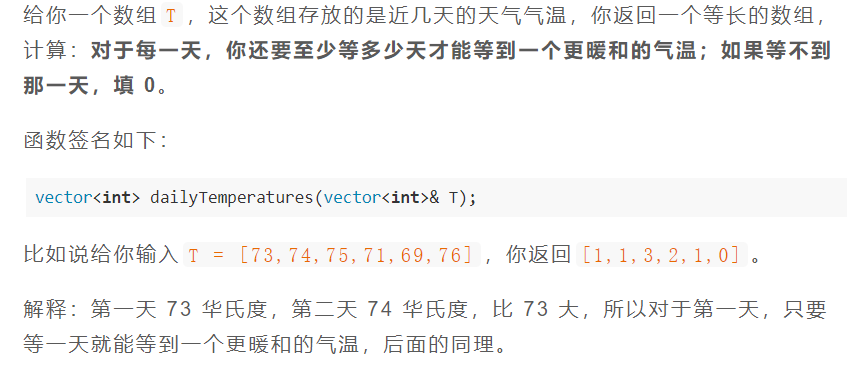 给你一个数组 T ，这个数组存放的是近几天的天气气温，你返回一个等长的数组，
计算：对于每一天，你还要至少等多少天才能等到一个更暖和的气温；如果等不到
那一天，填 0。
函数签名如下：
vector<int> dailyTemperatures(vector<int>& T);
比如说给你输入 T = [73,74,75,71,69,76] ，你返回 [1,1,3,2,1,0] 。
解释：第一天 73 华氏度，第二天 74 华氏度，比 73 大，所以对于第一天，只要
等一天就能等到一个更暖和的气温，后面的同理。